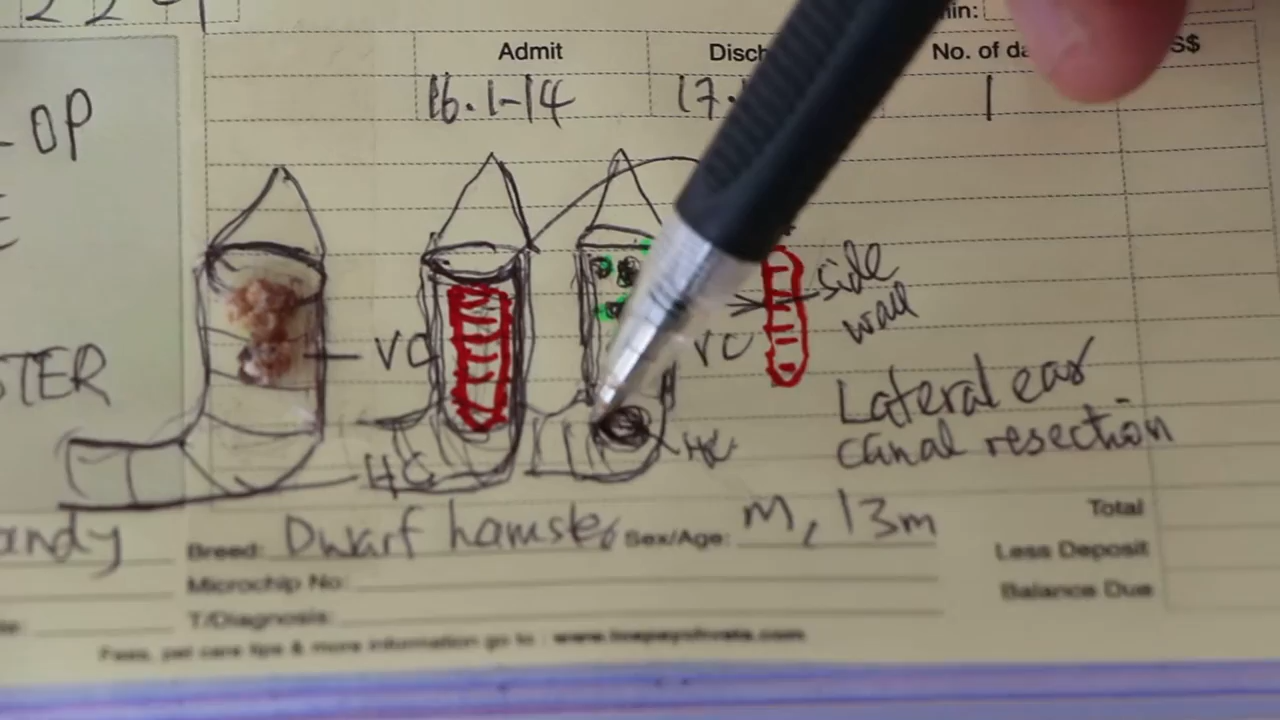 Admit
No. of
S$
16.1-14
17.
1
OP
STER
VC
VC
side
wall
Lateral ear
canal resection
HC
HC
Breed: Dwarf hamster Sex/Age: M, 13m
Microchip No:
T/Diagnosis:
Total
Less Deposit
Balance Due
Fees, pet care tips & more information go to :